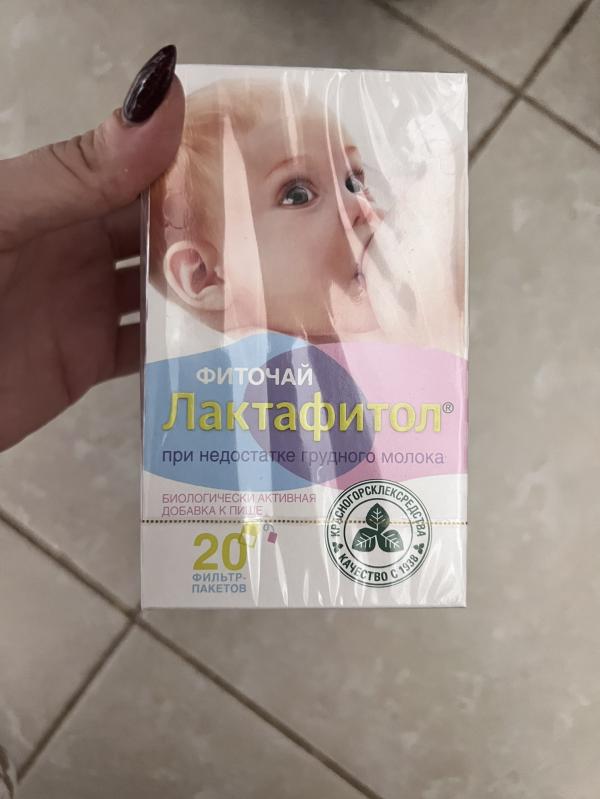 ФИТОЧАЙ
Лактафитол®
при недостатке грудного молока
БИОЛОГИЧЕСКИ АКТИВНАЯ
ДОБАВКА К ПИЩЕ
20
ФИЛЬТР-
ПАКЕТОВ
КРАСНОГОРСКЛЕКСРЕДСТВА
КАЧЕСТВО С 1938